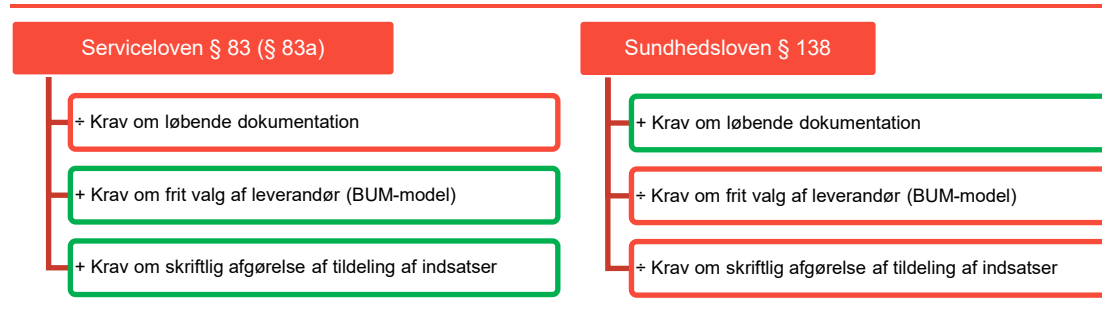 Serviceloven § 83 (§ 83a)
÷ Krav om løbende dokumentation
+ Krav om frit valg af leverandør (BUM-model)
+ Krav om skriftlig afgørelse af tildeling af indsatser
Sundhedsloven § 138
+ Krav om løbende dokumentation
÷ Krav om frit valg af leverandør (BUM-model)
÷ Krav om skriftlig afgørelse af tildeling af indsatser